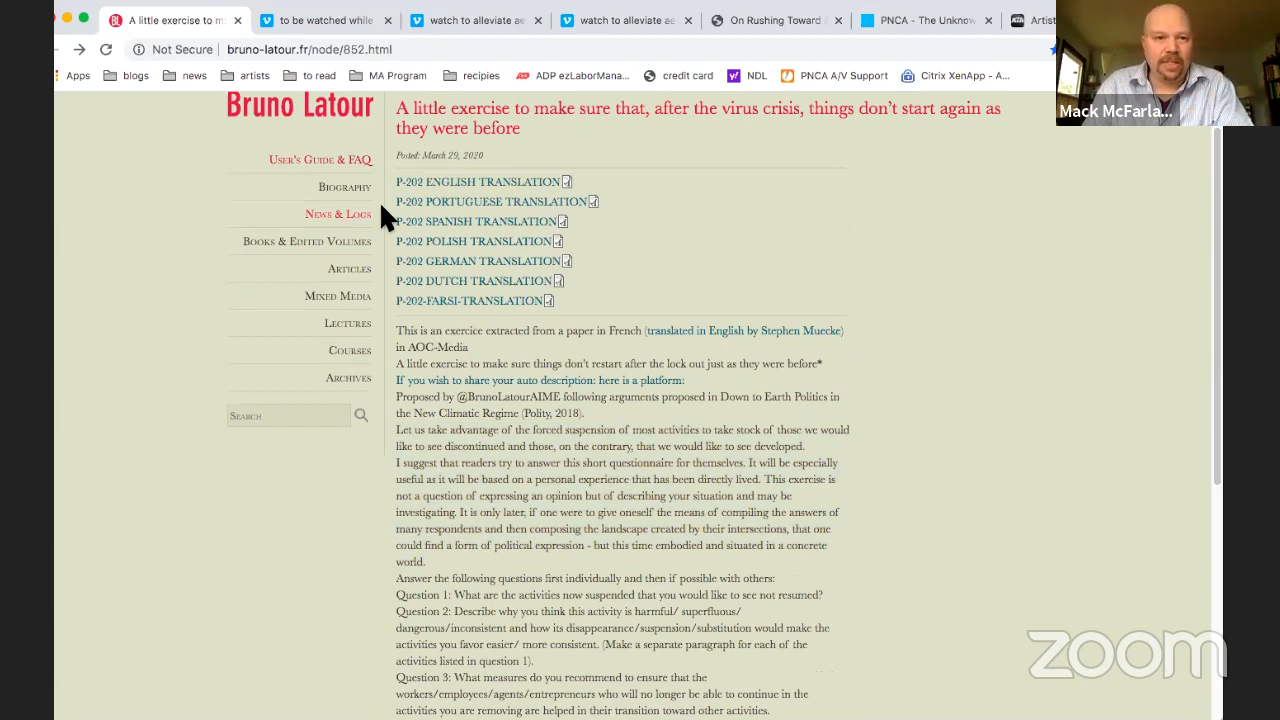 A little exercise to m
to be watched while
watch to alleviate ae
watch to alleviate ae
On Rushing Toward
PNCA - The Unknow
Artist
Not Secure bruno-latour.fr/node/852.html
Apps blogs news artists to read MA Program recipies ADP ezLaborMana... credit card NDL PNCA A/V Support Citrix XenApp - A...
Mack McFarla...
Bruno Latour
User's Guide & FAQ
Biography
News & Logs
Books & Edited Volumes
Articles
Mixed Media
Lectures
Courses
Archives
Search
A little exercise to make sure that, after the virus crisis, things don't start again as
they were before
Posted: March 29, 2020
P-202 ENGLISH TRANSLATION
P-202 PORTUGUESE TRANSLATION
P-202 SPANISH TRANSLATION
P-202 POLISH TRANSLATION
P-202 GERMAN TRANSLATION
P-202 DUTCH TRANSLATION
P-202-FARSI-TRANSLATION
This is an exercice extracted from a paper in French (translated in English by Stephen Muecke)
in AOC-Media
A little exercise to make sure things don't restart after the lock out just as they were before*
If you wish to share your auto description: here is a platform:
Proposed by @BrunoLatourAIME following arguments proposed in Down to Earth Politics in
the New Climatic Regime (Polity, 2018).
Let us take advantage of the forced suspension of most activities to take stock of those we would
like to see discontinued and those, on the contrary, that we would like to see developed.
I suggest that readers try to answer this short questionnaire for themselves. It will be especially
useful as it will be based on a personal experience that has been directly lived. This exercise is
not a question of expressing an opinion but of describing your situation and may be
investigating. It is only later, if one were to give oneself the means of compiling the answers of
many respondents and then composing the landscape created by their intersections, that one
could find a form of political expression - but this time embodied and situated in a concrete
world.
Answer the following questions first individually and then if possible with others:
Question 1: What are the activities now suspended that you would like to see not resumed?
Question 2: Describe why you think this activity is harmful/ superfluous/
dangerous/inconsistent and how its disappearance/suspension/substitution would make the
activities you favor easier/ more consistent. (Make a separate paragraph for each of the
activities listed in question 1).
Question 3: What measures do you recommend to ensure that the
workers/employees/agents/entrepreneurs who will no longer be able to continue in the
activities you are removing are helped in their transition toward other activities.
zoom